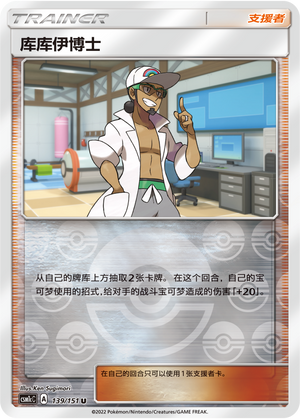 TRAINER
支援者
库库伊博士
从自己的牌库上方抽取2张卡牌。在这个回合，自己的宝
可梦使用的招式，给对手的战斗宝可梦造成的伤害「+20」。
Illus. Ken Sugimori
A 139/151 U
在自己的回合只可以使用1张支援者卡。
©2022 Pokémon/Nintendo/Creatures/GAME FREAK.